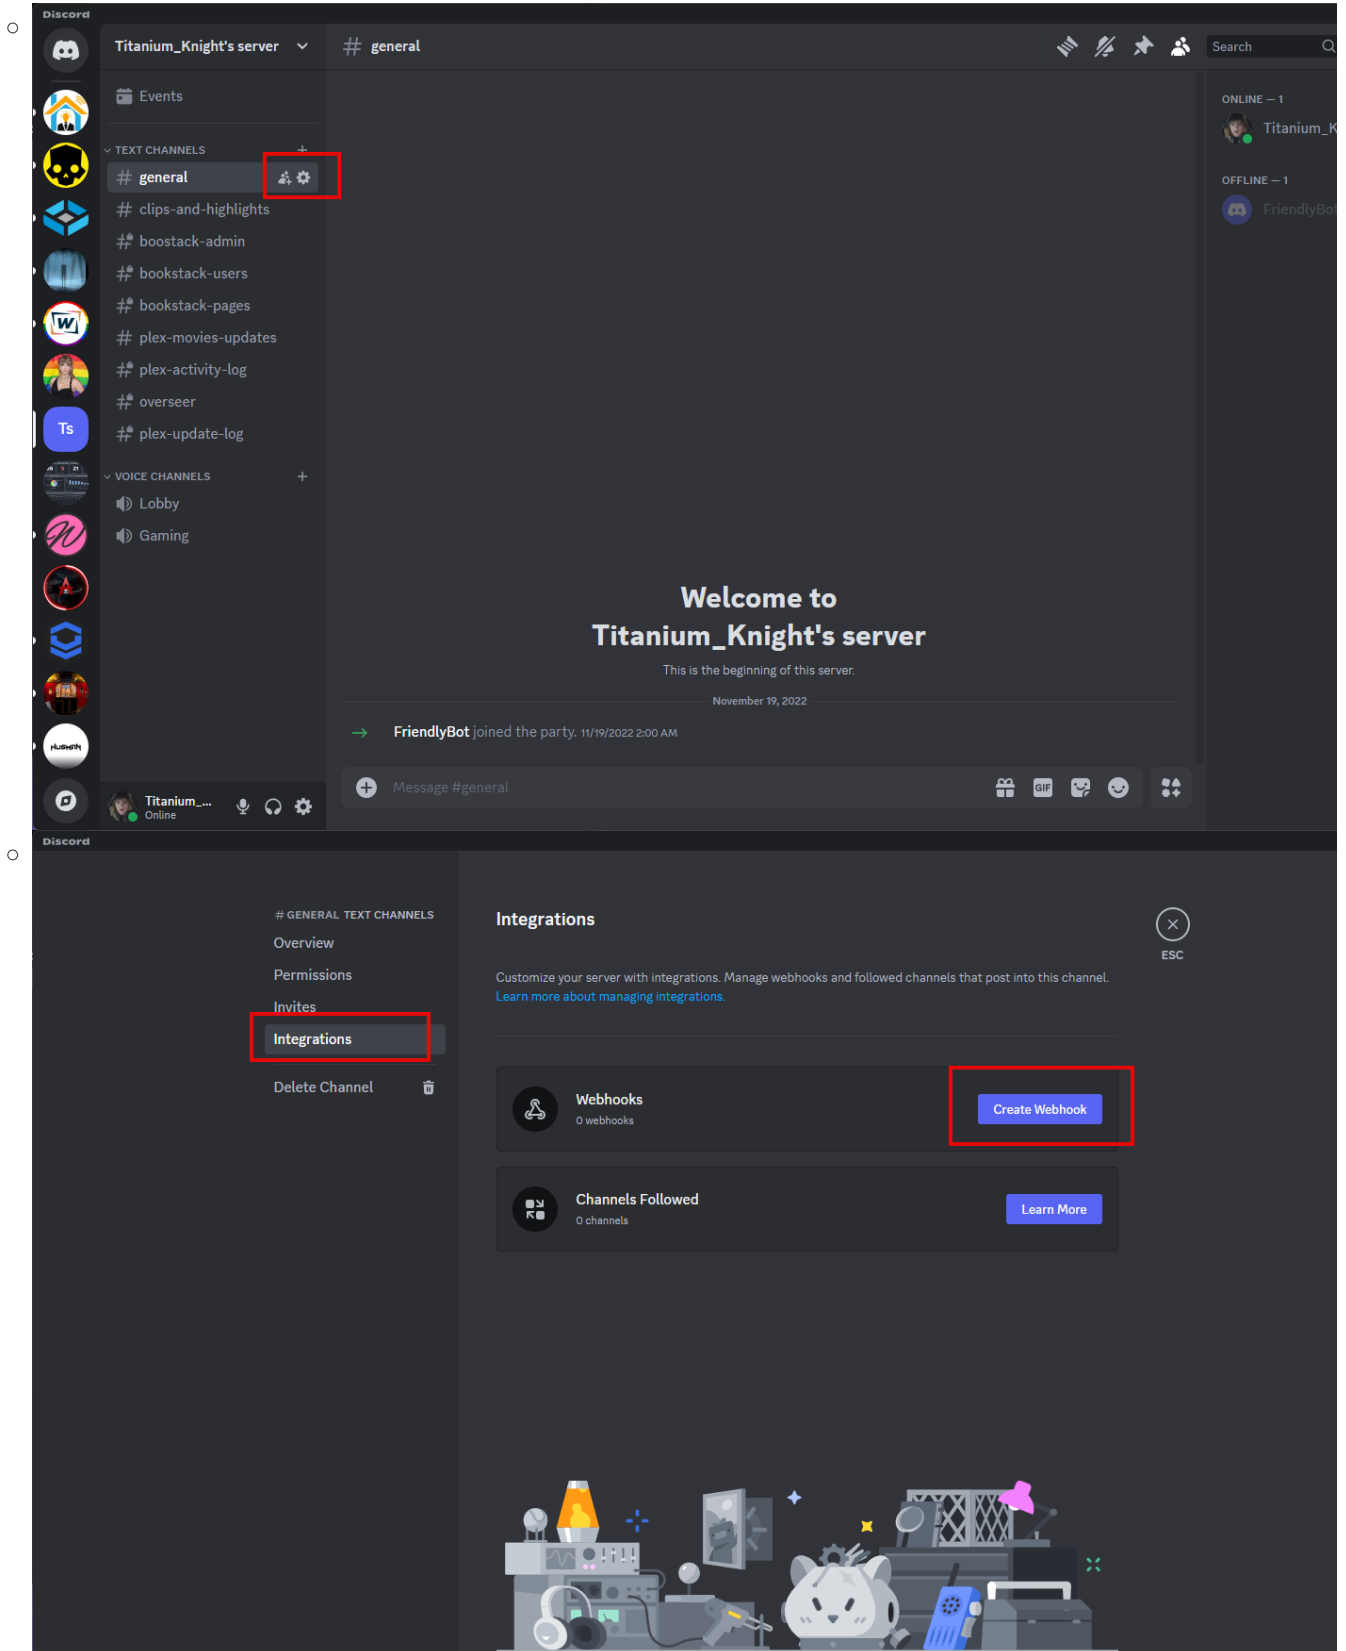 Discord
Titanium_Knight's server
general
Search
Events
ONLINE — 1
Titanium_K
TEXT CHANNELS
general
OFFLINE — 1
FriendlyBot
clips-and-highlights
boostack-admin
bookstack-users
bookstack-pages
plex-movies-updates
plex-activity-log
overseer
Ts
plex-update-log
VOICE CHANNELS
Lobby
Gaming
Welcome to
Titanium_Knight's server
This is the beginning of this server.
November 19, 2022
FriendlyBot joined the party. 11/19/2022 2:00 AM
HUSMAN
Message #general
GIF
Titanium_...
Online
Discord
# GENERAL TEXT CHANNELS
Overview
Permissions
Invites
Integrations
Delete Channel
Integrations
ESC
Customize your server with integrations. Manage webhooks and followed channels that post into this channel.
Learn more about managing integrations.
Webhooks
0 webhooks
Create Webhook
Channels Followed
0 channels
Learn More